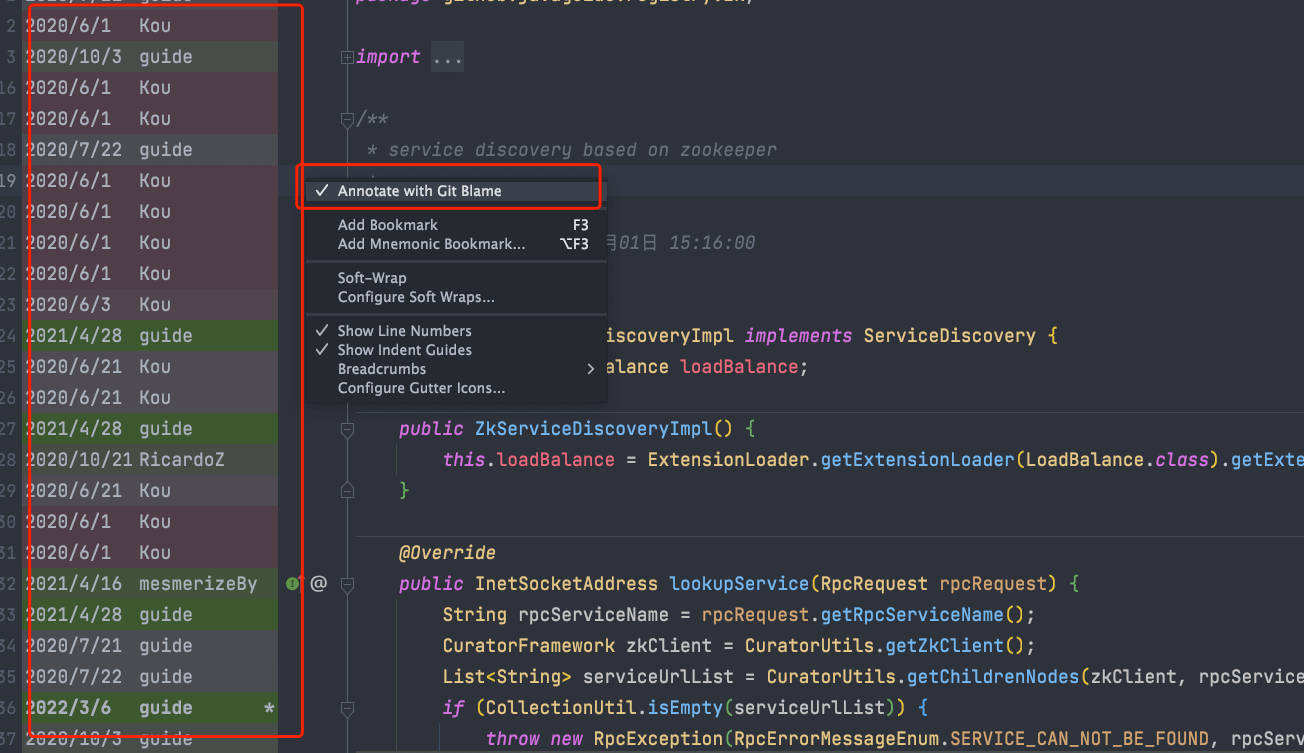 2 2020/6/1 Kou
3 2020/10/3 guide import ...
16 2020/6/1 Kou
17 2020/6/1 Kou /**
18 2020/7/22 guide * service discovery based on zookeeper
19 2020/6/1 Kou
Annotate with Git Blame
20 2020/6/1 Kou
Add Bookmark F3
21 2020/6/1 Kou 月01日 15:16:00
Add Mnemonic Bookmark... ⌥F3
22 2020/6/1 Kou
Soft-Wrap
Configure Soft Wraps...
23 2020/6/3 Kou
Show Line Numbers
24 2021/4/28 guide iscoveryImpl implements ServiceDiscovery {
Show Indent Guides
25 2020/6/21 Kou alance loadBalance;
Breadcrumbs
Configure Gutter Icons...
26 2020/6/21 Kou
27 2021/4/28 guide public ZkServiceDiscoveryImpl() {
28 2020/10/21 RicardoZ this.loadBalance = ExtensionLoader.getExtensionLoader(LoadBalance.class).getExte
29 2020/6/21 Kou }
30 2020/6/1 Kou
31 2020/6/1 Kou @Override
32 2021/4/16 mesmerizeBy @ public InetSocketAddress lookupService(RpcRequest rpcRequest) {
33 2021/4/28 guide String rpcServiceName = rpcRequest.getRpcServiceName();
34 2020/7/21 guide CuratorFramework zkClient = CuratorUtils.getZkClient();
35 2020/7/22 guide List<String> serviceUrlList = CuratorUtils.getChildrenNodes(zkClient, rpcService
36 2022/3/6 guide * if (CollectionUtil.isEmpty(serviceUrlList)) {
37 2020/10/3 guide throw new RpcException(RpcErrorMessageEnum.SERVICE_CAN_NOT_BE_FOUND, rpcServ